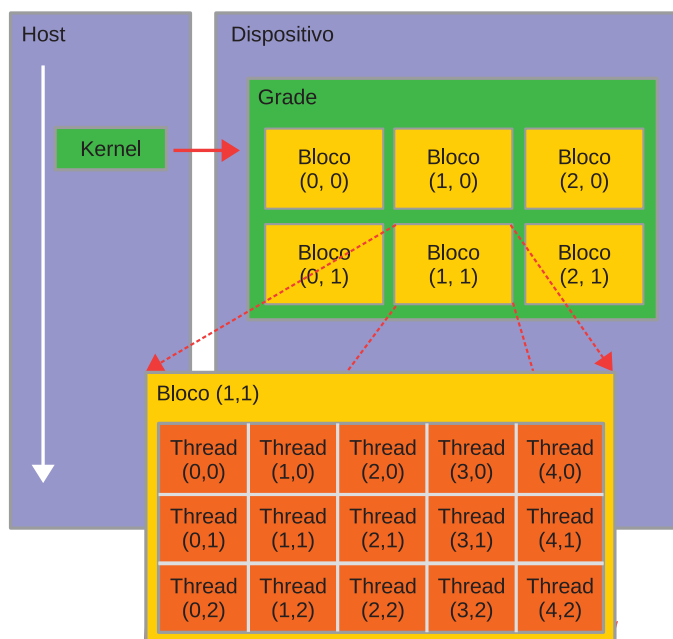 Host
Dispositivo
Grade
Kernel
Bloco
(0, 0)
Bloco
(1, 0)
Bloco
(2, 0)
Bloco
(0, 1)
Bloco
(1, 1)
Bloco
(2, 1)
Bloco (1,1)
Thread
(0,0)
Thread
(1,0)
Thread
(2,0)
Thread
(3,0)
Thread
(4,0)
Thread
(0,1)
Thread
(1,1)
Thread
(2,1)
Thread
(3,1)
Thread
(4,1)
Thread
(0,2)
Thread
(1,2)
Thread
(2,2)
Thread
(3,2)
Thread
(4,2)